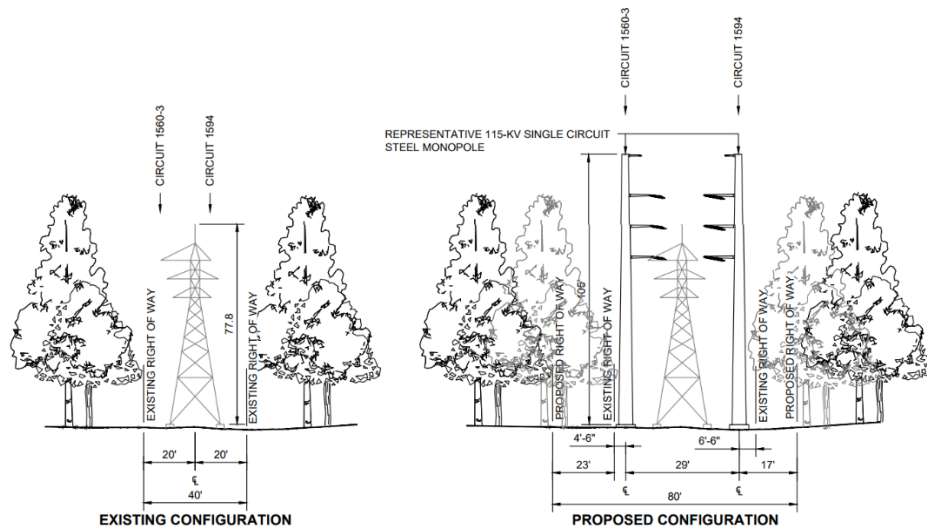 CIRCUIT 1560-3
CIRCUIT 1594
EXISTING RIGHT OF WAY
77.8
EXISTING RIGHT OF WAY
20'
20'
℄
40'
EXISTING CONFIGURATION
CIRCUIT 1560-3
CIRCUIT 1594
REPRESENTATIVE 115-KV SINGLE CIRCUIT
STEEL MONOPOLE
PROPOSED RIGHT OF WAY
105'
EXISTING RIGHT OF WAY
EXISTING RIGHT OF WAY
PROPOSED RIGHT OF WAY
4'-6"
6'-6"
23'
29'
17'
℄
℄
80'
PROPOSED CONFIGURATION